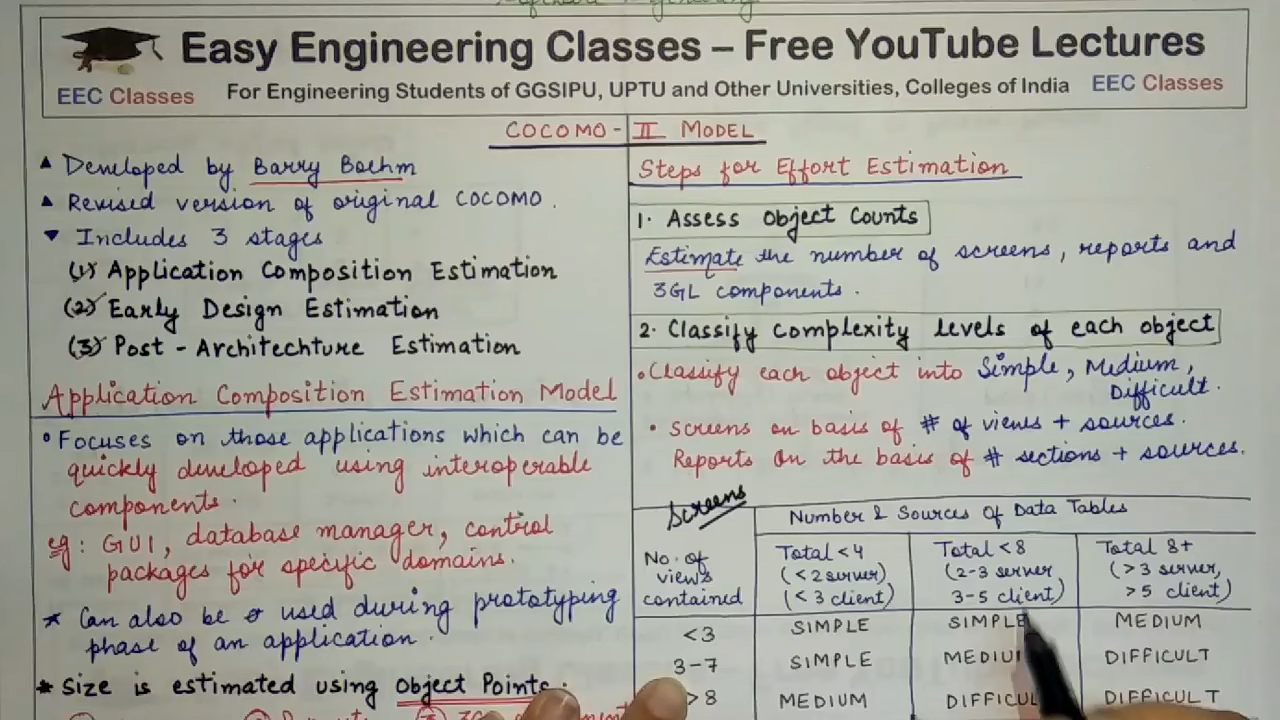 Easy Engineering Classes – Free YouTube Lectures
EEC Classes
For Engineering Students of GGSIPU, UPTU and Other Universities, Colleges of India
EEC Classes
COCOMO - II MODEL
Developed by Barry Boehm
Revised version of original COCOMO.
Includes 3 stages
(1) Application Composition Estimation
(2) Early Design Estimation
(3) Post - Architechture Estimation
Application Composition Estimation Model
Focuses on those applications which can be
quickly developed using interoperable
components.
eg: GUI, database manager, control
packages for specific domains.
* Can also be used during prototyping
phase of an application.
* Size is estimated using Object Points.
Steps for Effort Estimation
1. Assess Object Counts
Estimate the number of screens, reports and
3GL components.
2. Classify complexity levels of each object
• Classify each object into Simple, Medium,
Difficult.
• Screens on basis of # of views + sources.
Reports on the basis of # sections + sources.
Screens
Number & Sources Of Data Tables
No. of
views
contained
Total <4
(<2 server)
(<3 client)
Total <8
(2-3 server
3-5 client)
Total 8+
(>3 server,
>5 client)
<3 SIMPLE SIMPLE MEDIUM
3-7 SIMPLE MEDIU DIFFICULT
>8 MEDIUM DIFFICUL DIFFICULT